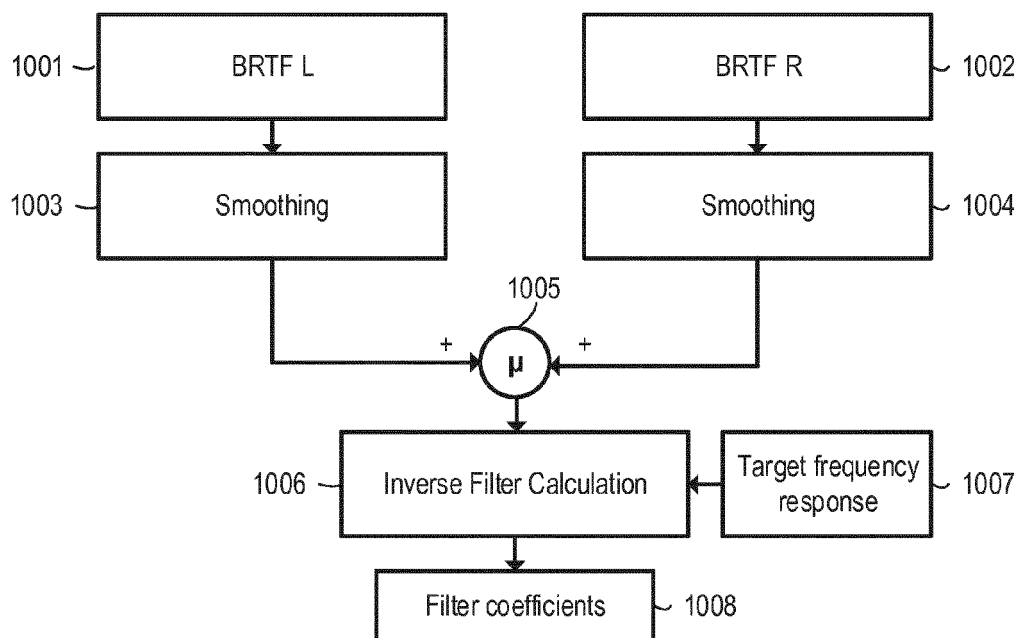 1001
BRTF L
BRTF R
1002
1003
Smoothing
Smoothing
1004
1005
+
µ
+
1006
Inverse Filter Calculation
Target frequency
response
1007
Filter coefficients
1008